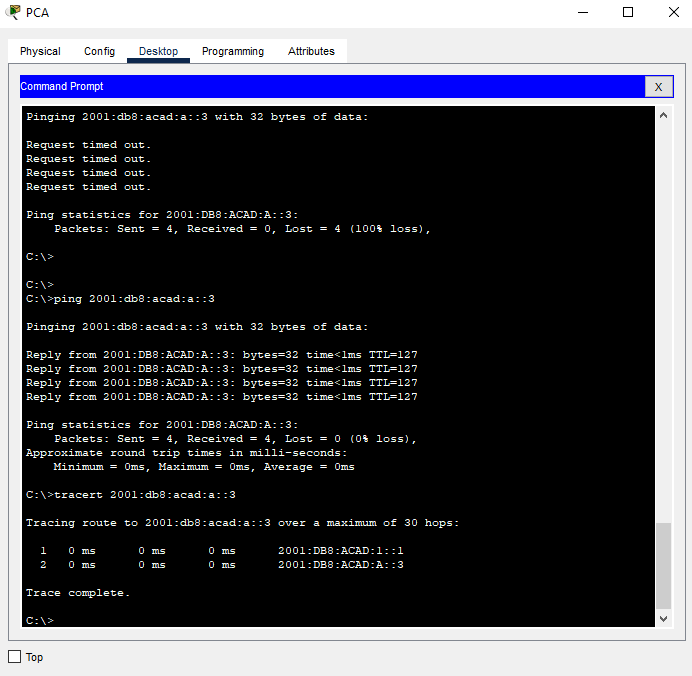 PCA
Physical Config Desktop Programming Attributes
Command Prompt X
Pinging 2001:db8:acad:a::3 with 32 bytes of data:
Request timed out.
Request timed out.
Request timed out.
Request timed out.
Ping statistics for 2001:DB8:ACAD:A::3:
Packets: Sent = 4, Received = 0, Lost = 4 (100% loss),
C:\>
C:\>
C:\>ping 2001:db8:acad:a::3
Pinging 2001:db8:acad:a::3 with 32 bytes of data:
Reply from 2001:DB8:ACAD:A::3: bytes=32 time<1ms TTL=127
Reply from 2001:DB8:ACAD:A::3: bytes=32 time<1ms TTL=127
Reply from 2001:DB8:ACAD:A::3: bytes=32 time<1ms TTL=127
Reply from 2001:DB8:ACAD:A::3: bytes=32 time<1ms TTL=127
Ping statistics for 2001:DB8:ACAD:A::3:
Packets: Sent = 4, Received = 4, Lost = 0 (0% loss),
Approximate round trip times in milli-seconds:
Minimum = 0ms, Maximum = 0ms, Average = 0ms
C:\>tracert 2001:db8:acad:a::3
Tracing route to 2001:db8:acad:a::3 over a maximum of 30 hops:
1 0 ms 0 ms 0 ms 2001:DB8:ACAD:1::1
2 0 ms 0 ms 0 ms 2001:DB8:ACAD:A::3
Trace complete.
C:\>
Top